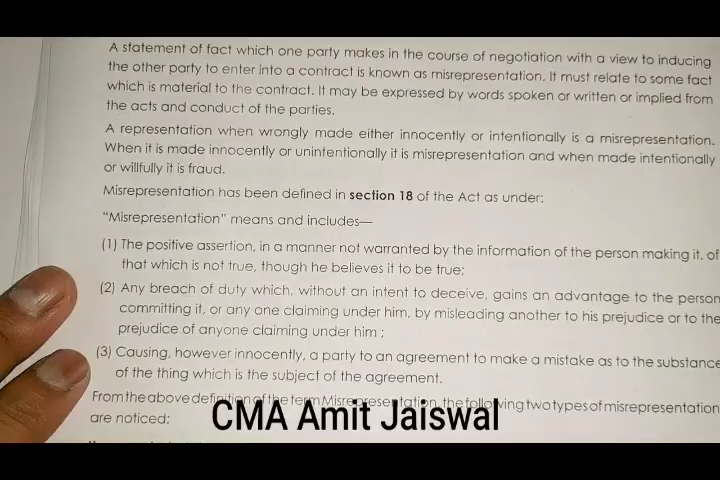 A statement of fact which one party makes in the course of negotiation with a view to inducing
the other party to enter into a contract is known as misrepresentation. It must relate to some fact
which is material to the contract. It may be expressed by words spoken or written or implied from
the acts and conduct of the parties.
A representation when wrongly made either innocently or intentionally is a misrepresentation.
When it is made innocently or unintentionally it is misrepresentation and when made intentionally
or willfully it is fraud.
Misrepresentation has been defined in section 18 of the Act as under:
“Misrepresentation” means and includes—
(1) The positive assertion, in a manner not warranted by the information of the person making it, of
that which is not true, though he believes it to be true;
(2) Any breach of duty which, without an intent to deceive, gains an advantage to the person
committing it, or any one claiming under him, by misleading another to his prejudice or to the
prejudice of anyone claiming under him ;
(3) Causing, however innocently, a party to an agreement to make a mistake as to the substance
of the thing which is the subject of the agreement.
From the above definition of the term Misrepresentation, the following two types of misrepresentation
are noticed:
CMA Amit Jaiswal